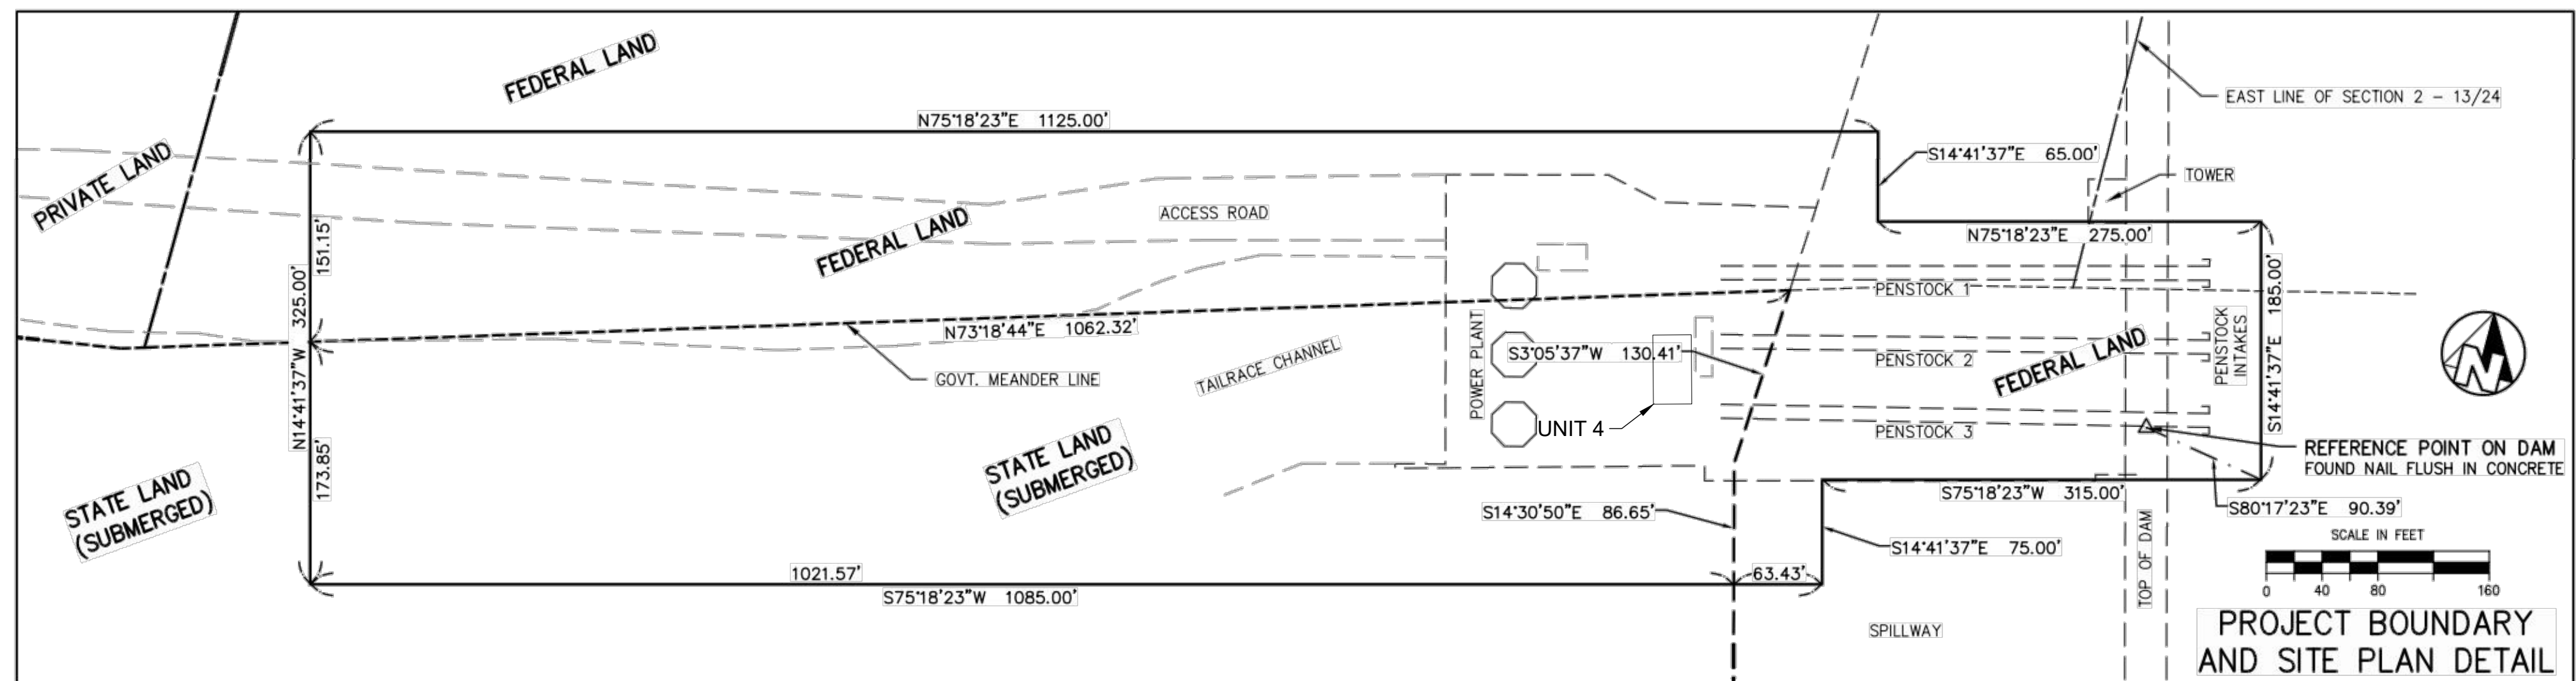 FEDERAL LAND
N75°18'23"E 1125.00'
EAST LINE OF SECTION 2 - 13/24
S14°41'37"E 65.00'
TOWER
PRIVATE LAND
ACCESS ROAD
FEDERAL LAND
N75°18'23"E 275.00'
151.15'
N14°41'37"W 325.00'
PENSTOCK 1
S14°41'37"E 185.00'
N73°18'44"E 1062.32'
POWER PLANT
S3°05'37"W 130.41'
PENSTOCK 2
FEDERAL LAND
PENSTOCK
INTAKES
GOVT. MEANDER LINE
TAILRACE CHANNEL
UNIT 4
PENSTOCK 3
REFERENCE POINT ON DAM
FOUND NAIL FLUSH IN CONCRETE
173.85'
STATE LAND
(SUBMERGED)
STATE LAND
(SUBMERGED)
S75°18'23"W 315.00'
S80°17'23"E 90.39'
S14°30'50"E 86.65'
S14°41'37"E 75.00'
TOP OF DAM
SCALE IN FEET
0 40 80 160
1021.57'
63.43'
S75°18'23"W 1085.00'
SPILLWAY
N
PROJECT BOUNDARY
AND SITE PLAN DETAIL